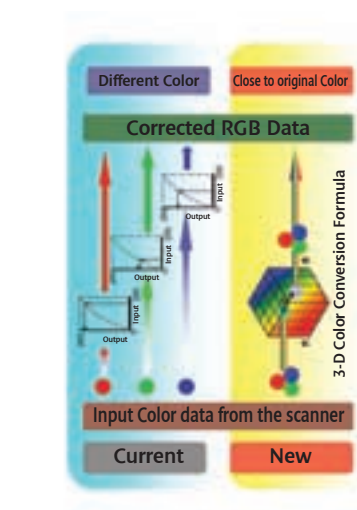 Different Color
Close to original Color
Corrected RGB Data
Input
Output
Input
Output
Input
Output
3-D Color Conversion Formula
Input Color data from the scanner
Current
New